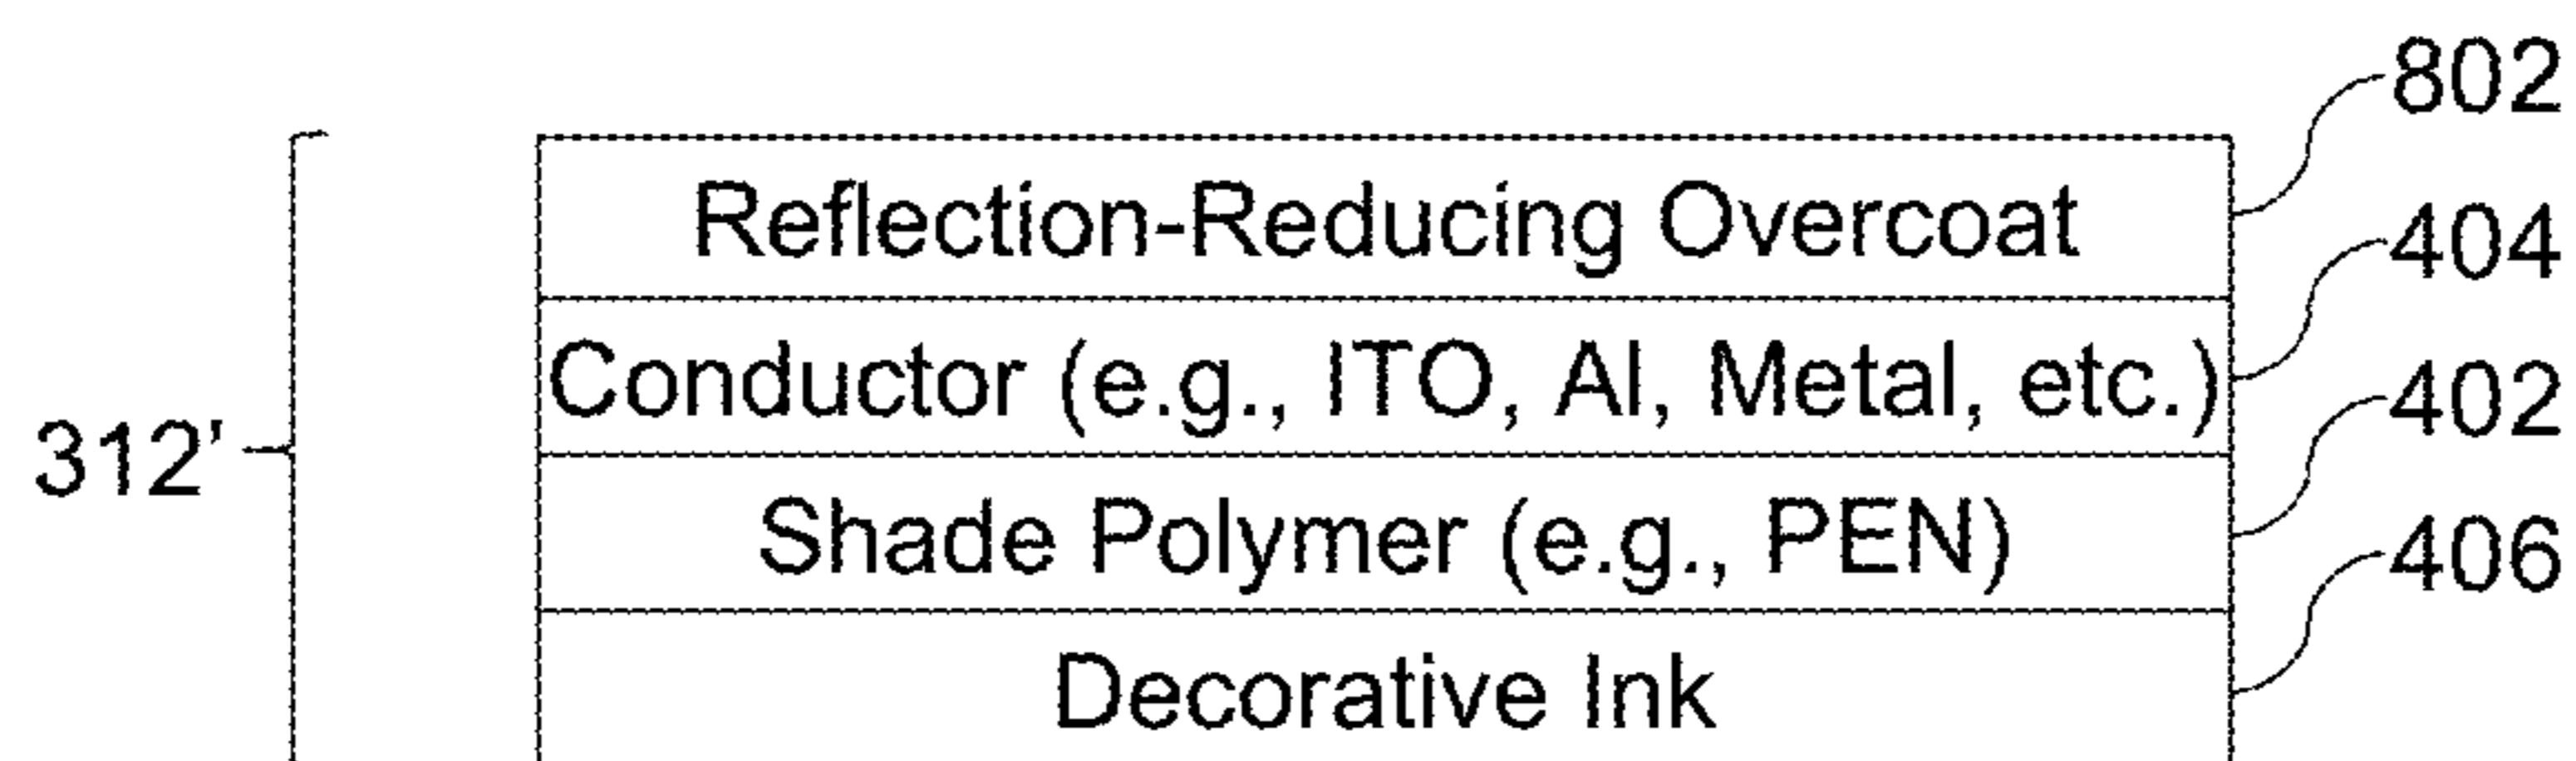 802
Reflection-Reducing Overcoat
404
Conductor (e.g., ITO, Al, Metal, etc.)
402
312’
Shade Polymer (e.g., PEN)
406
Decorative Ink